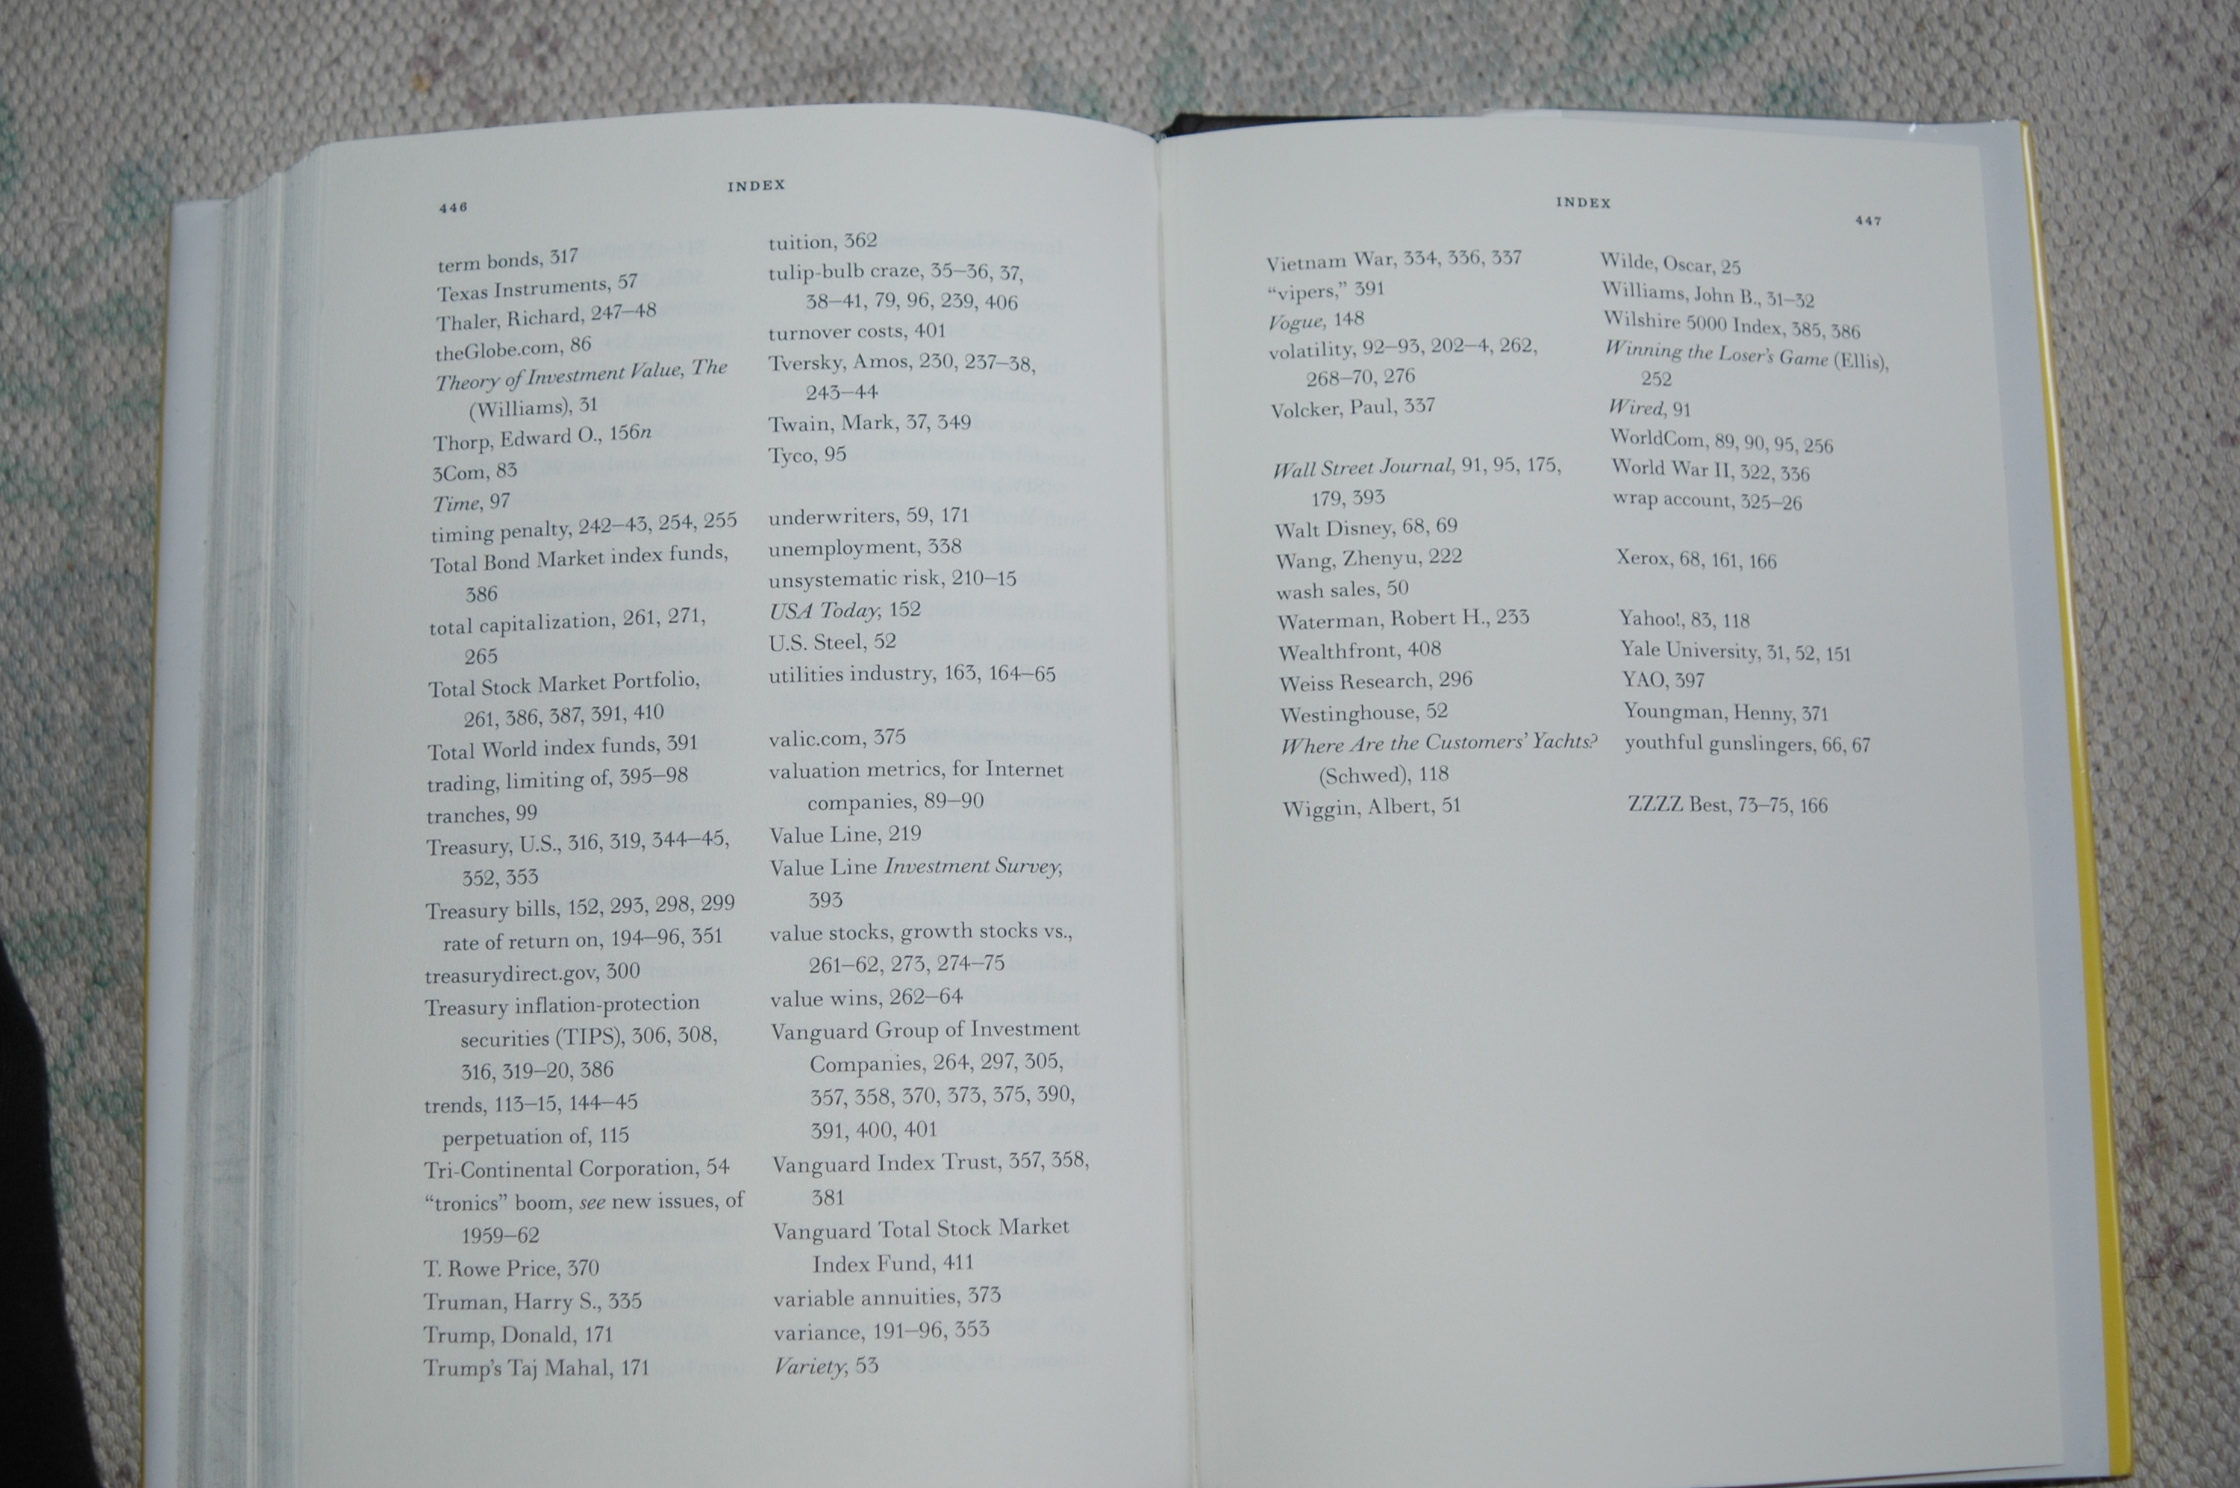 446
INDEX
term bonds, 317
Texas Instruments, 57
Thaler, Richard, 247–48
theGlobe.com, 86
Theory of Investment Value, The
(Williams), 31
Thorp, Edward O., 156n
3Com, 83
Time, 97
timing penalty, 242–43, 254, 255
Total Bond Market index funds,
386
total capitalization, 261, 271,
265
Total Stock Market Portfolio,
261, 386, 387, 391, 410
Total World index funds, 391
trading, limiting of, 395–98
tranches, 99
Treasury, U.S., 316, 319, 344–45,
352, 353
Treasury bills, 152, 293, 298, 299
rate of return on, 194–96, 351
treasurydirect.gov, 300
Treasury inflation-protection
securities (TIPS), 306, 308,
316, 319–20, 386
trends, 113–15, 144–45
perpetuation of, 115
Tri-Continental Corporation, 54
“tronics” boom, see new issues, of
1959–62
T. Rowe Price, 370
Truman, Harry S., 335
Trump, Donald, 171
Trump’s Taj Mahal, 171
tuition, 362
tulip-bulb craze, 35–36, 37,
38–41, 79, 96, 239, 406
turnover costs, 401
Tversky, Amos, 230, 237–38,
243–44
Twain, Mark, 37, 349
Tyco, 95
underwriters, 59, 171
unemployment, 338
unsystematic risk, 210–15
USA Today, 152
U.S. Steel, 52
utilities industry, 163, 164–65
valic.com, 375
valuation metrics, for Internet
companies, 89–90
Value Line, 219
Value Line Investment Survey,
393
value stocks, growth stocks vs.,
261–62, 273, 274–75
value wins, 262–64
Vanguard Group of Investment
Companies, 264, 297, 305,
357, 358, 370, 373, 375, 390,
391, 400, 401
Vanguard Index Trust, 357, 358,
381
Vanguard Total Stock Market
Index Fund, 411
variable annuities, 373
variance, 191–96, 353
Variety, 53
INDEX
447
Vietnam War, 334, 336, 337
“vipers,” 391
Vogue, 148
volatility, 92–93, 202–4, 262,
268–70, 276
Volcker, Paul, 337
Wall Street Journal, 91, 95, 175,
179, 393
Walt Disney, 68, 69
Wang, Zhenyu, 222
wash sales, 50
Waterman, Robert H., 233
Wealthfront, 408
Weiss Research, 296
Westinghouse, 52
Where Are the Customers’ Yachts?
(Schwed), 118
Wiggin, Albert, 51
Wilde, Oscar, 25
Williams, John B., 31–32
Wilshire 5000 Index, 385, 386
Winning the Loser’s Game (Ellis),
252
Wired, 91
WorldCom, 89, 90, 95, 256
World War II, 322, 336
wrap account, 325–26
Xerox, 68, 161, 166
Yahoo!, 83, 118
Yale University, 31, 52, 151
YAO, 397
Youngman, Henny, 371
youthful gunslingers, 66, 67
ZZZZ Best, 73–75, 166